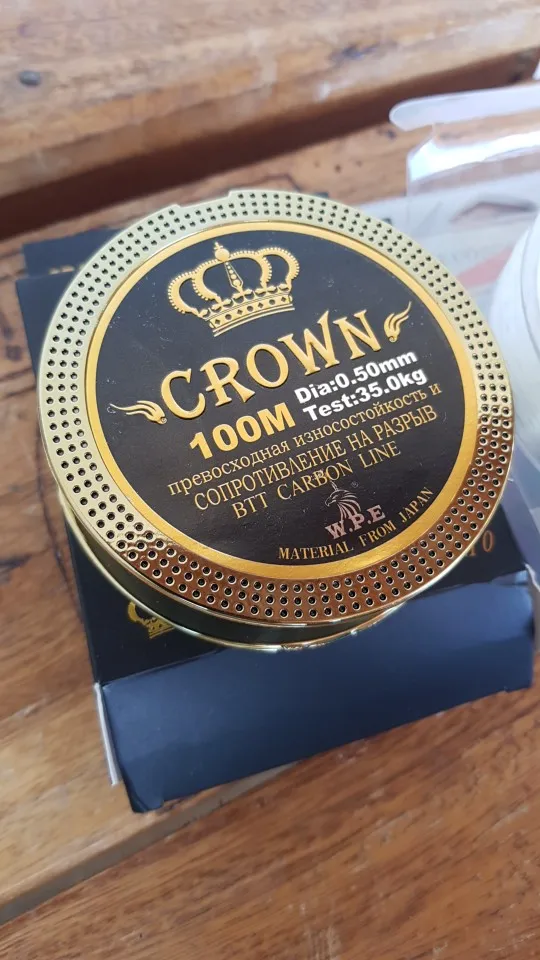 CROWN
100M
Dia:0.50mm
Test:35.0kg
превосходная износостойкость и
СОПРОТИВЛЕНИЕ НА РАЗРЫВ
BTT CARBON LINE
W.P.E
MATERIAL FROM JAPAN